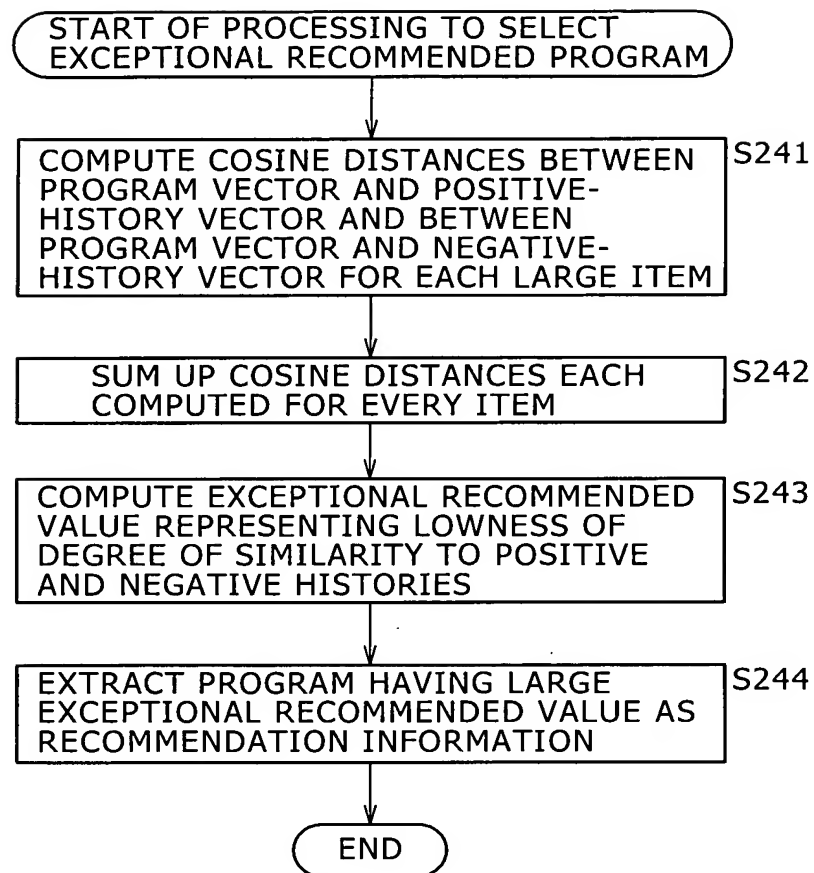 START OF PROCESSING TO SELECT
EXCEPTIONAL RECOMMENDED PROGRAM
COMPUTE COSINE DISTANCES BETWEEN
PROGRAM VECTOR AND POSITIVE-
HISTORY VECTOR AND BETWEEN
PROGRAM VECTOR AND NEGATIVE-
HISTORY VECTOR FOR EACH LARGE ITEM
S241
SUM UP COSINE DISTANCES EACH
COMPUTED FOR EVERY ITEM
S242
COMPUTE EXCEPTIONAL RECOMMENDED
VALUE REPRESENTING LOWNESS OF
DEGREE OF SIMILARITY TO POSITIVE
AND NEGATIVE HISTORIES
S243
EXTRACT PROGRAM HAVING LARGE
EXCEPTIONAL RECOMMENDED VALUE AS
RECOMMENDATION INFORMATION
S244
END